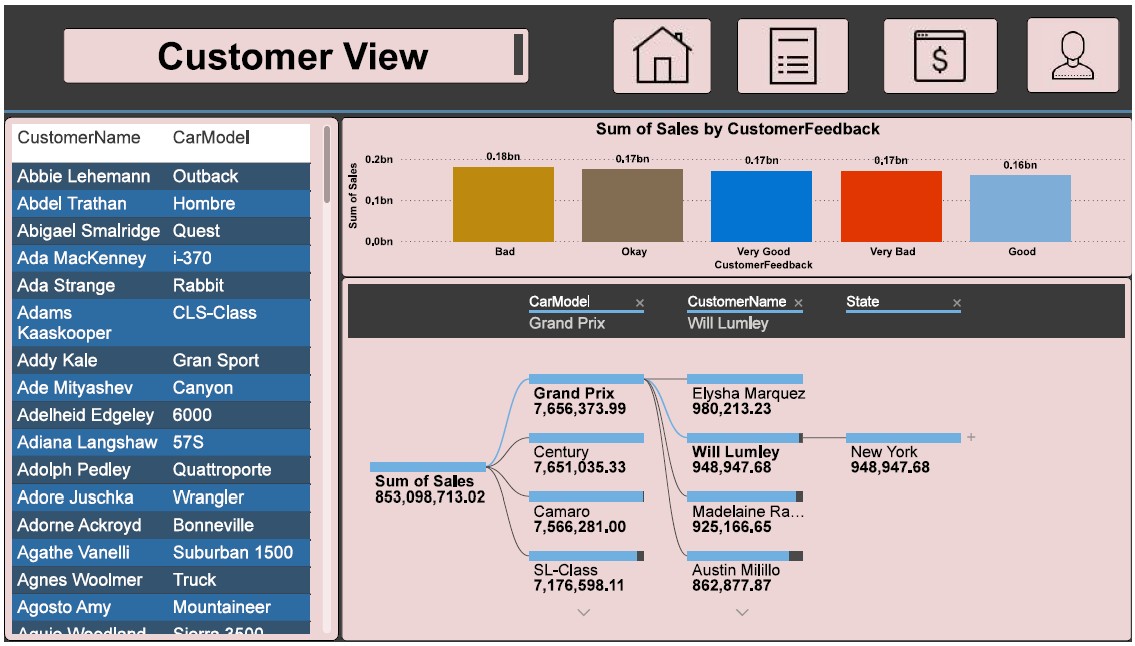 Customer View
$
CustomerName CarModel
Abbie Lehemann Outback
Abdel Trathan Hombre
Abigael Smalridge Quest
Ada MacKenney i-370
Ada Strange Rabbit
Adams Kaaskooper CLS-Class
Addy Kale Gran Sport
Ade Mityashev Canyon
Adelheid Edgeley 6000
Adiana Langshaw 57S
Adolph Pedley Quattroporte
Adore Juschka Wrangler
Adorne Ackroyd Bonneville
Agathe Vanelli Suburban 1500
Agnes Woolmer Truck
Agosto Amy Mountaineer
Aguie Woodland Sierra 3500
Sum of Sales by CustomerFeedback
Sum of Sales
0.2bn
0,1bn
0,0bn
0.18bn 0.17bn 0.17bn 0,17bn 0.16bn
Bad Okay Very Good Very Bad Good
CustomerFeedback
CarModel × CustomerName × State ×
Grand Prix Will Lumley
Sum of Sales
853,098,713.02
Grand Prix
7,656,373.99
Century
7,651,035.33
Camaro
7,566,281.00
SL-Class
7,176,598.11
Elysha Marquez
980,213.23
Will Lumley
948,947.68
Madelaine Ra...
925,166.65
Austin Milillo
862,877.87
New York
948,947.68
+